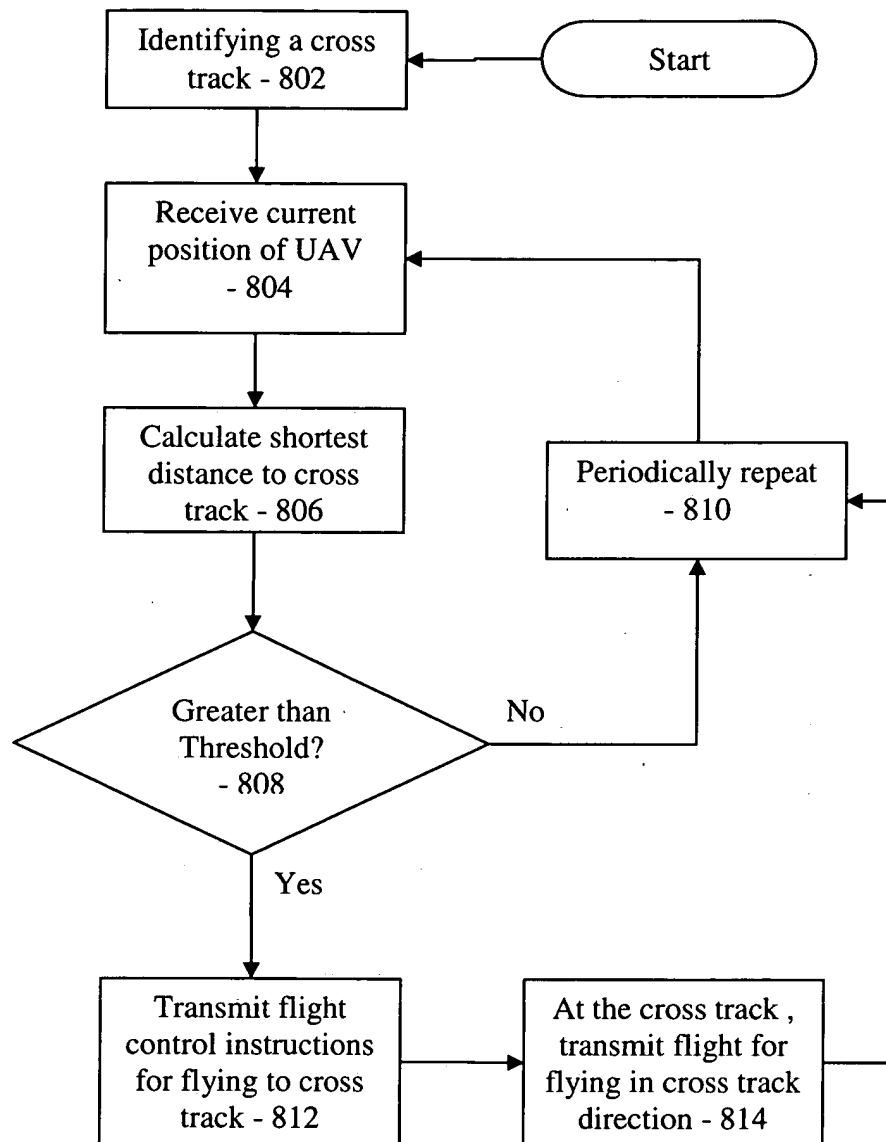 Identifying a cross
track - 802
Start
Receive current
position of UAV
- 804
Calculate shortest
distance to cross
track - 806
Periodically repeat
- 810
Greater than
Threshold?
- 808
No
Yes
Transmit flight
control instructions
for flying to cross
track - 812
At the cross track ,
transmit flight for
flying in cross track
direction - 814